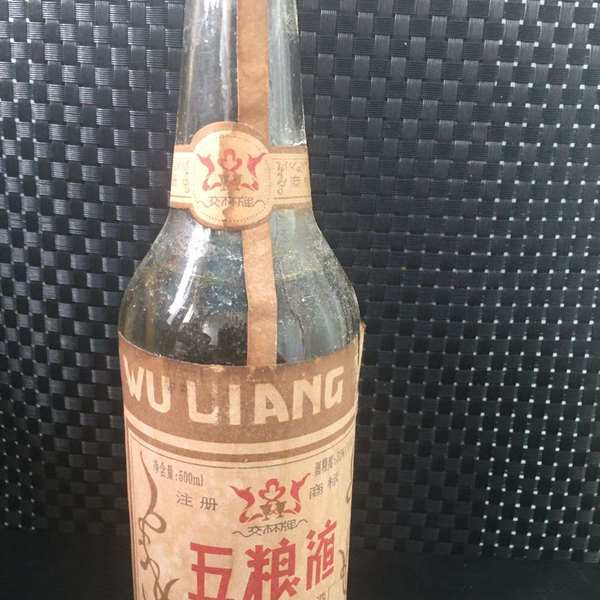 交杯牌
WU LIANG
净含量:500ml
注册 商标
交杯牌
五粮液